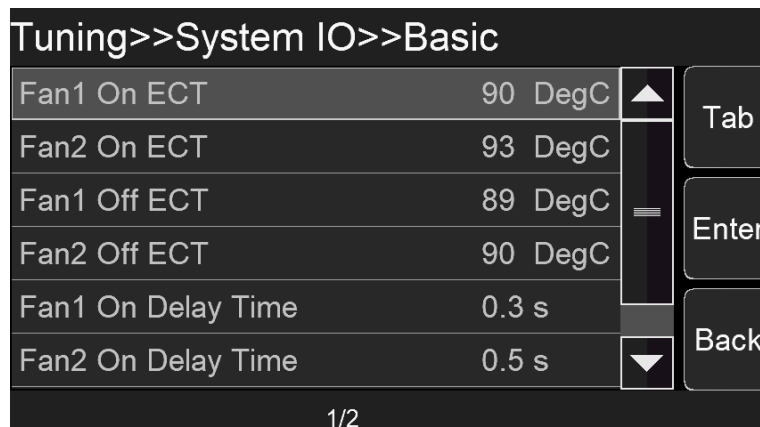 Tuning>>System IO>>Basic
Fan1 On ECT 90 DegC
Fan2 On ECT 93 DegC
Fan1 Off ECT 89 DegC
Fan2 Off ECT 90 DegC
Fan1 On Delay Time 0.3 s
Fan2 On Delay Time 0.5 s
Tab
Enter
Back
1/2